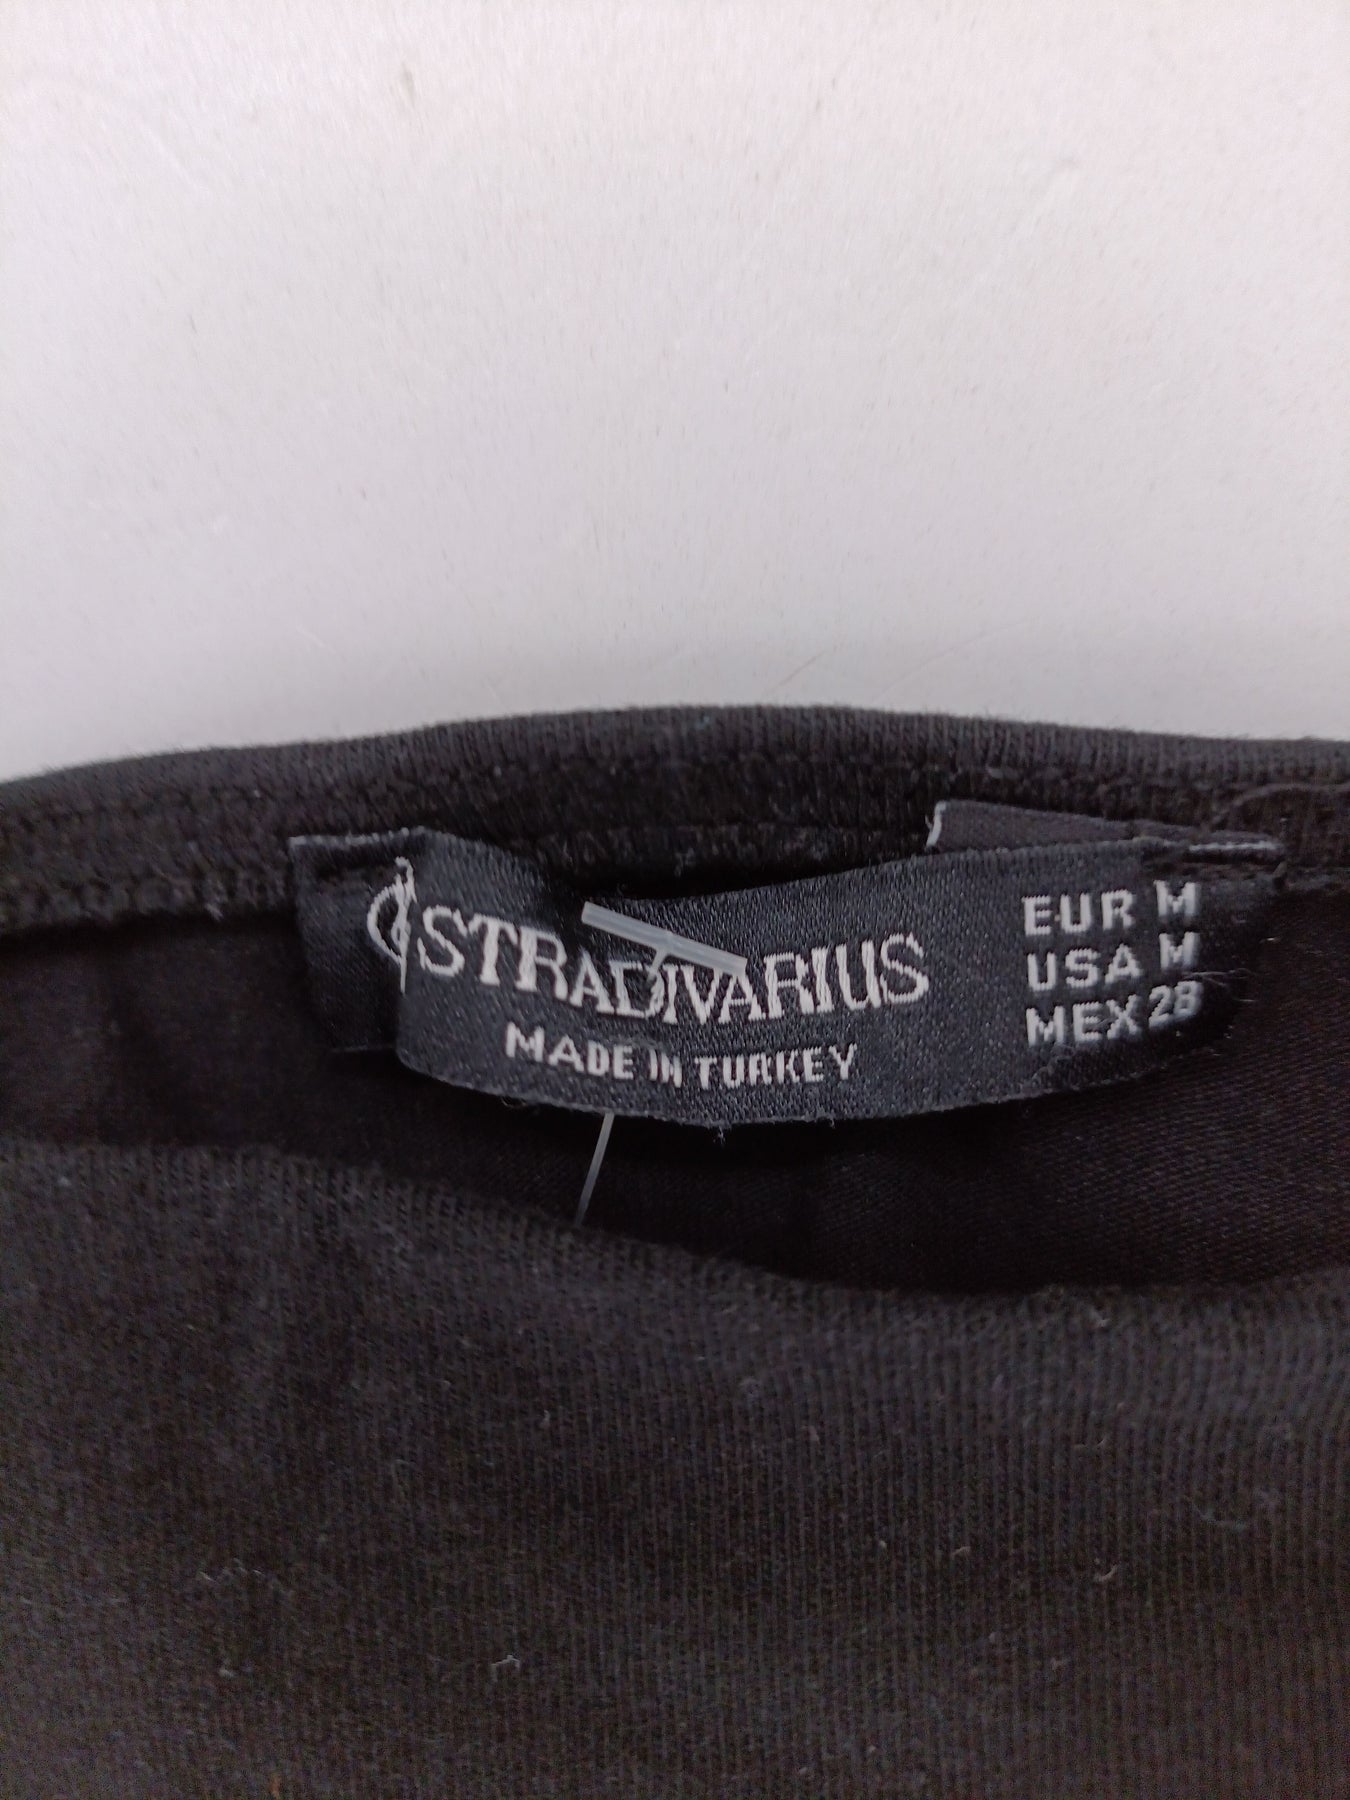 STRADIVARIUS
MADE IN TURKEY
EUR M
USA M
MEX 28